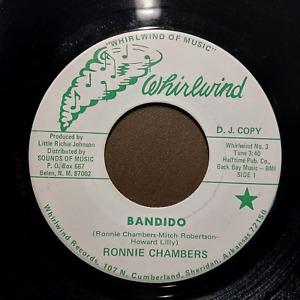 "WHIRLWIND OF MUSIC"
Whirlwind
D. J. COPY
Produced by
Little Richie Johnson
Distributed by
SOUNDS OF MUSIC
P. O. Box 667
Belen, N. M. 87002
Whirlwind No. 3
Time 3:40
Halftime Pub. Co.
Back Bay Music - BMI
SIDE 1
BANDIDO
(Ronnie Chambers-Mitch Robertson-
Howard Lilly)
RONNIE CHAMBERS
Whirlwind Records, 107 N. Cumberland, Sheridan, Arkansas 72150